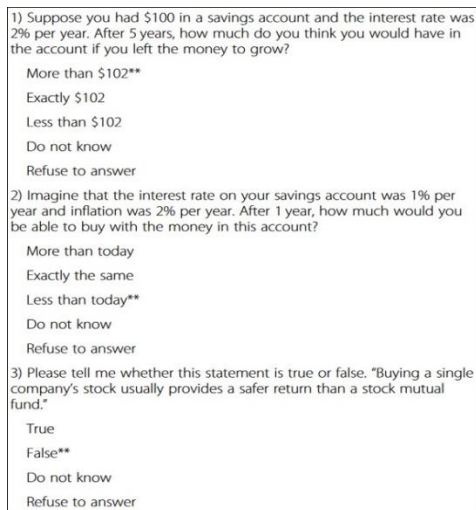 1) Suppose you had $100 in a savings account and the interest rate was
2% per year. After 5 years, how much do you think you would have in
the account if you left the money to grow?
More than $102**
Exactly $102
Less than $102
Do not know
Refuse to answer
2) Imagine that the interest rate on your savings account was 1% per
year and inflation was 2% per year. After 1 year, how much would you
be able to buy with the money in this account?
More than today
Exactly the same
Less than today**
Do not know
Refuse to answer
3) Please tell me whether this statement is true or false. "Buying a single
company's stock usually provides a safer return than a stock mutual
fund."
True
False**
Do not know
Refuse to answer